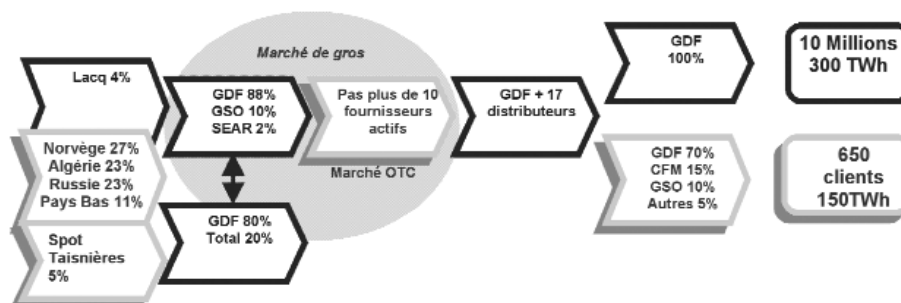 Marché de gros
Lacq 4%
Norvège 27%
Algérie 23%
Russie 23%
Pays Bas 11%
Spot
Taisnières
5%
GDF 88%
GSO 10%
SEAR 2%
GDF 80%
Total 20%
Pas plus de 10
fournisseurs
actifs
Marché OTC
GDF + 17
distributeurs
GDF
100%
GDF 70%
CFM 15%
GSO 10%
Autres 5%
10 Millions
300 TWh
650
clients
150TWh